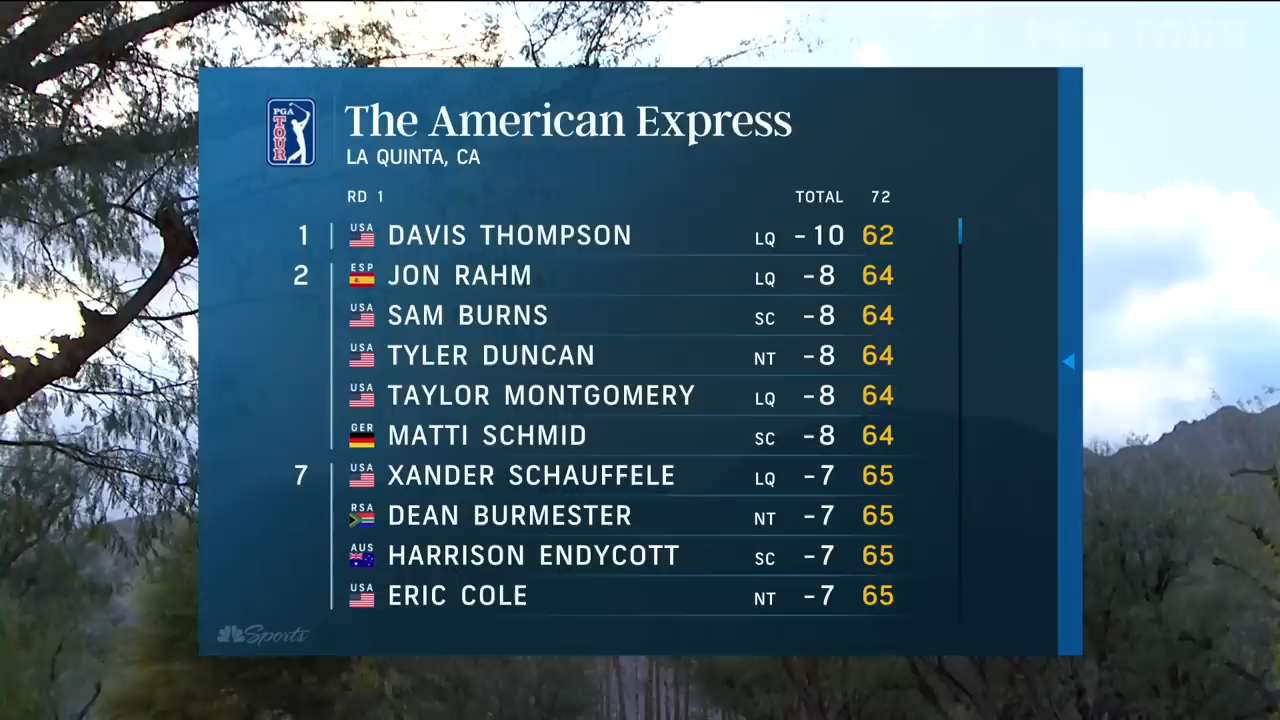 PGA TOUR
PGA TOUR
The American Express
LA QUINTA, CA
RD 1 TOTAL 72
1 USA DAVIS THOMPSON LQ -10 62
2 ESP JON RAHM LQ -8 64
USA SAM BURNS SC -8 64
USA TYLER DUNCAN NT -8 64
USA TAYLOR MONTGOMERY LQ -8 64
GER MATTI SCHMID SC -8 64
7 USA XANDER SCHAUFFELE LQ -7 65
RSA DEAN BURMESTER NT -7 65
AUS HARRISON ENDYCOTT SC -7 65
USA ERIC COLE NT -7 65
Sports